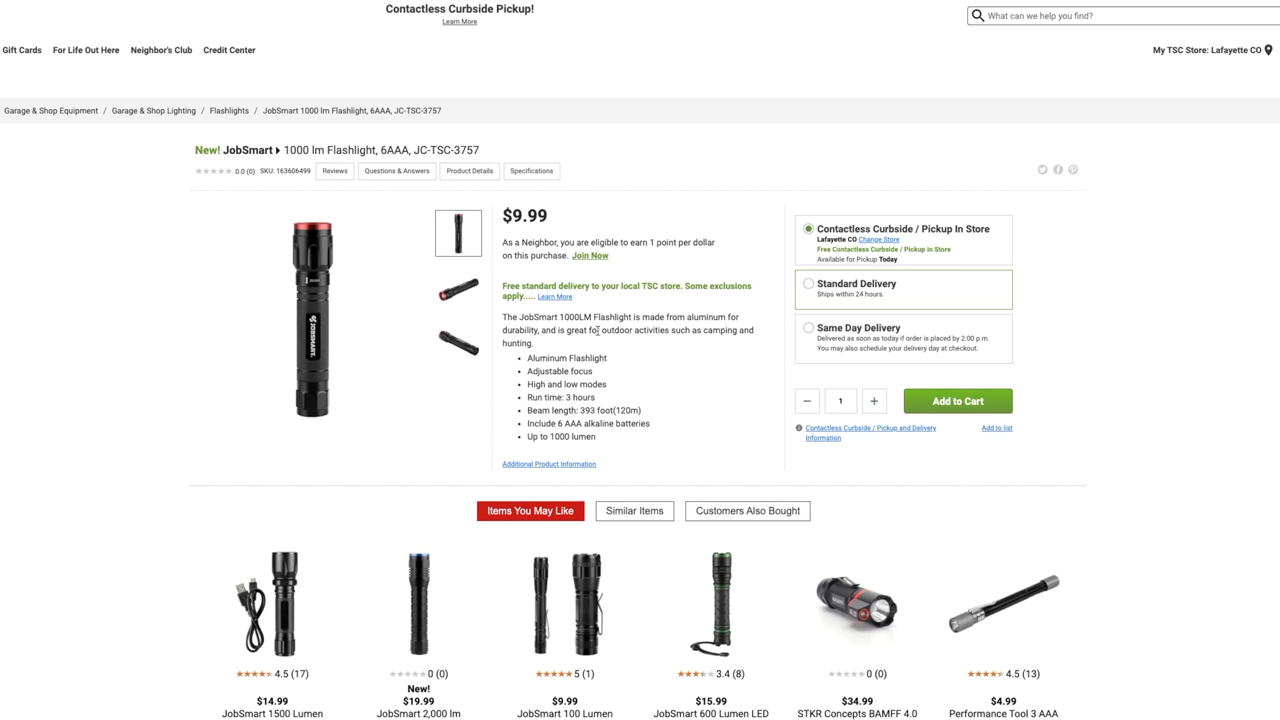 Contactless Curbside Pickup!
Learn More
What can we help you find?
Gift Cards For Life Out Here Neighbor's Club Credit Center
My TSC Store: Lafayette CO
Garage & Shop Equipment / Garage & Shop Lighting / Flashlights / JobSmart 1000 lm Flashlight, 6AAA, JC-TSC-3757
New! JobSmart 1000 lm Flashlight, 6AAA, JC-TSC-3757
0.0 (0) SKU: 163606499 Reviews Questions & Answers Product Details Specifications
JOBSMART.
$9.99
As a Neighbor, you are eligible to earn 1 point per dollar
on this purchase. Join Now
Free standard delivery to your local TSC store. Some exclusions
apply..... Learn More
The JobSmart 1000LM Flashlight is made from aluminum for
durability, and is great for outdoor activities such as camping and
hunting.
• Aluminum Flashlight
• Adjustable focus
• High and low modes
• Run time: 3 hours
• Beam length: 393 foot(120m)
• Include 6 AAA alkaline batteries
• Up to 1000 lumen
Additional Product Information
Contactless Curbside / Pickup In Store
Lafayette CO Change Store
Free Contactless Curbside / Pickup in Store
Available for Pickup Today
Standard Delivery
Ships within 24 hours.
Same Day Delivery
Delivered as soon as today if order is placed by 2:00 p.m.
You may also schedule your delivery day at checkout.
− 1 + Add to Cart
Contactless Curbside / Pickup and Delivery
Information
Add to list
Items You May Like Similar Items Customers Also Bought
4.5 (17) 0 (0) 5 (1) 3.4 (8) 0 (0) 4.5 (13)
New!
$14.99 $19.99 $9.99 $15.99 $34.99 $4.99
JobSmart 1500 Lumen JobSmart 2,000 lm JobSmart 100 Lumen JobSmart 600 Lumen LED STKR Concepts BAMFF 4.0 Performance Tool 3 AAA